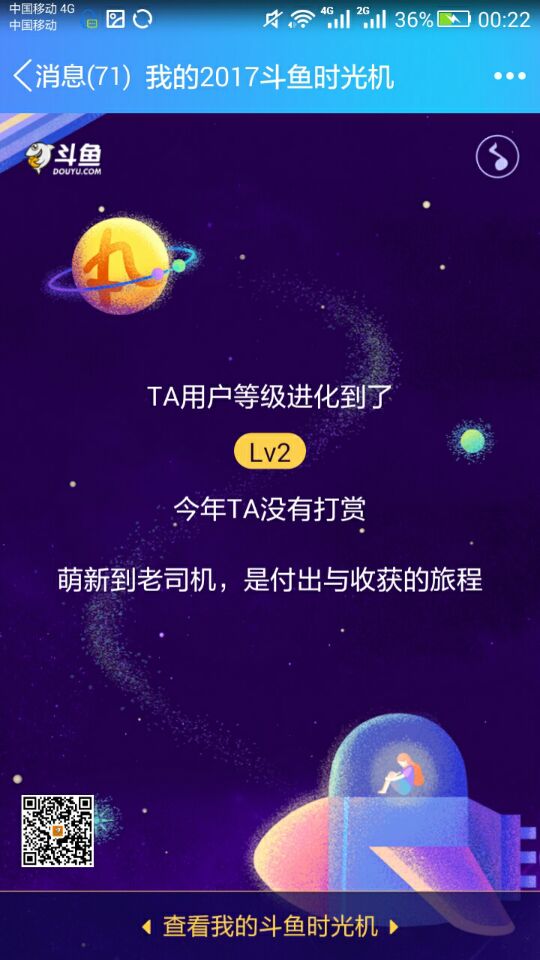 中国移动 4G
中国移动
4G 2G 36% 00:22
消息(71) 我的2017斗鱼时光机
•••
斗鱼
DOUYU.COM
TA用户等级进化到了
Lv2
今年TA没有打赏
萌新到老司机，是付出与收获的旅程
查看我的斗鱼时光机